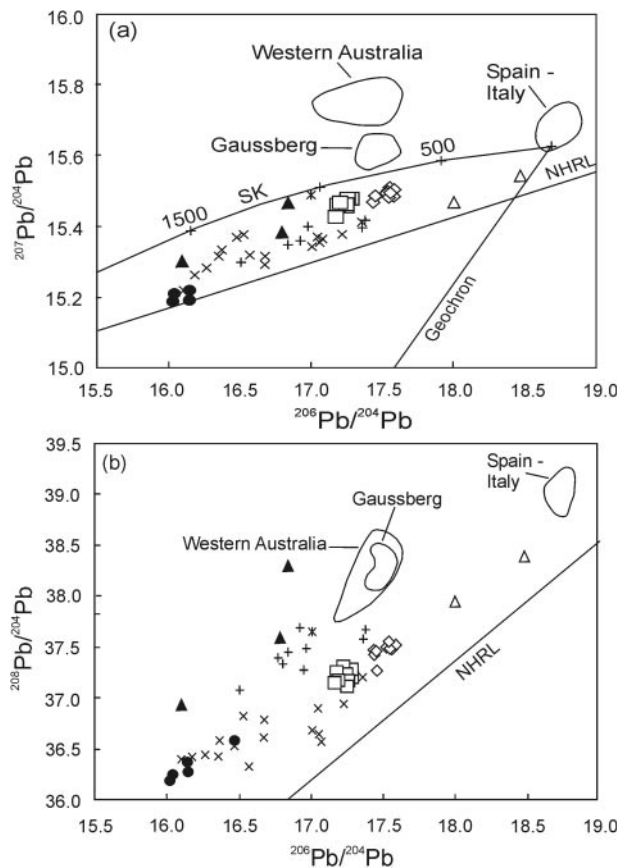 (a)
Western Australia
Spain -
Italy
Gaussberg
500
SK
1500
NHRL
Geochron
16.0
15.8
15.6
15.4
15.2
15.0
²⁰⁷Pb/²⁰⁴Pb
15.5 16.0 16.5 17.0 17.5 18.0 18.5 19.0
²⁰⁶Pb/²⁰⁴Pb
(b)
Spain -
Italy
Gaussberg
Western Australia
NHRL
39.5
39.0
38.5
38.0
37.5
37.0
36.5
36.0
²⁰⁸Pb/²⁰⁴Pb
15.5 16.0 16.5 17.0 17.5 18.0 18.5 19.0
²⁰⁶Pb/²⁰⁴Pb